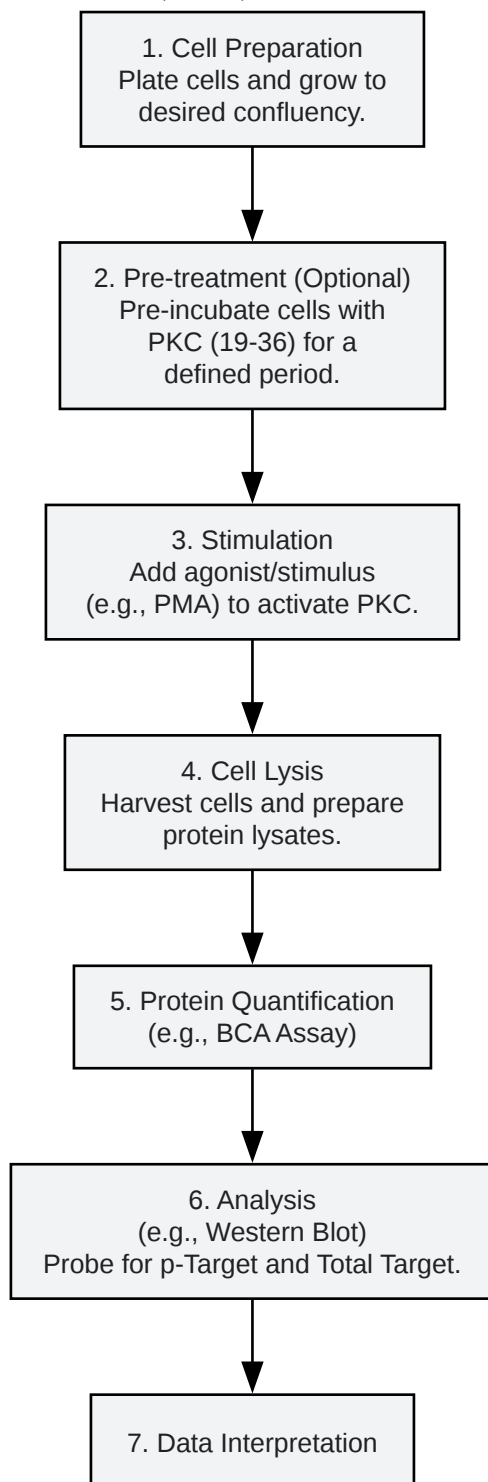 1. Cell Preparation
Plate cells and grow to
desired confluency.
2. Pre-treatment (Optional)
Pre-incubate cells with
PKC (19-36) for a
defined period.
3. Stimulation
Add agonist/stimulus
(e.g., PMA) to activate PKC.
4. Cell Lysis
Harvest cells and prepare
protein lysates.
5. Protein Quantification
(e.g., BCA Assay)
6. Analysis
(e.g., Western Blot)
Probe for p-Target and Total Target.
7. Data Interpretation